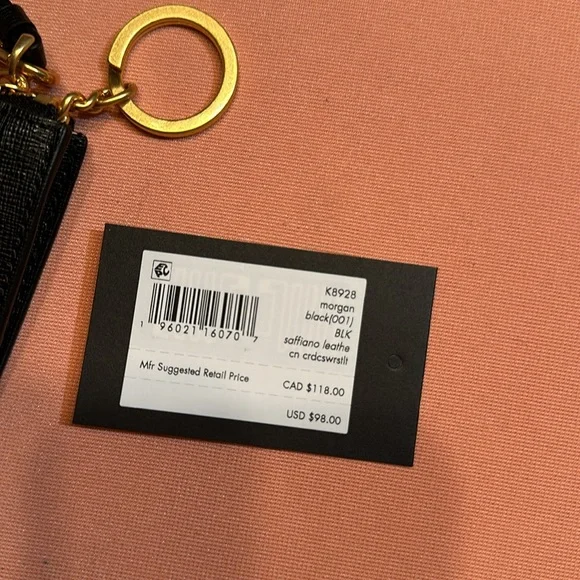 K8928
morgan
black(001)
BLK
saffiano leathe
cn crdcswrstlt
1 96021 16070 7
Mfr Suggested Retail Price
CAD $118.00
USD $98.00